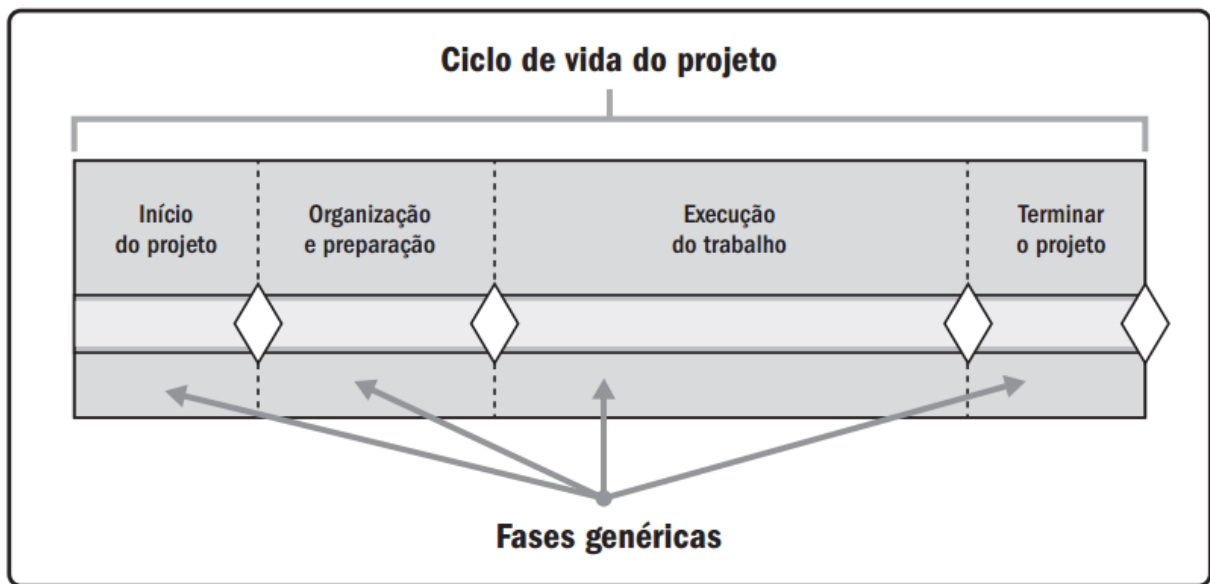 Ciclo de vida do projeto
Início
do projeto
Organização
e preparação
Execução
do trabalho
Terminar
o projeto
Fases genéricas